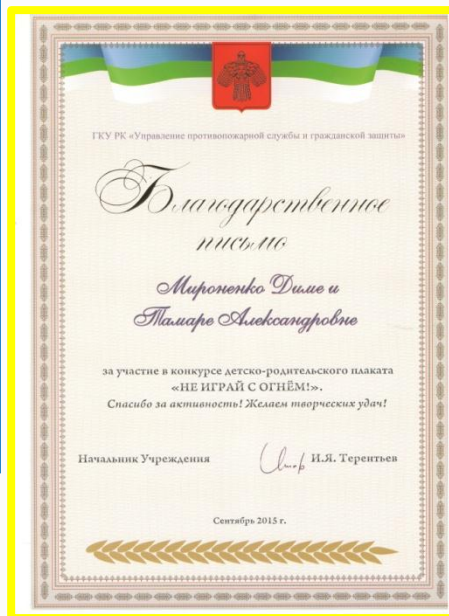 ГКУ РК «Управление противопожарной службы и гражданской защиты»
Благодарственное
письмо
Мироненко Диме и
Тамаре Александровне
за участие в конкурсе детско-родительского плаката
«НЕ ИГРАЙ С ОГНЁМ!».
Спасибо за активность! Желаем творческих удач!
Начальник Учреждения И.Я. Терентьев
Сентябрь 2015 г.